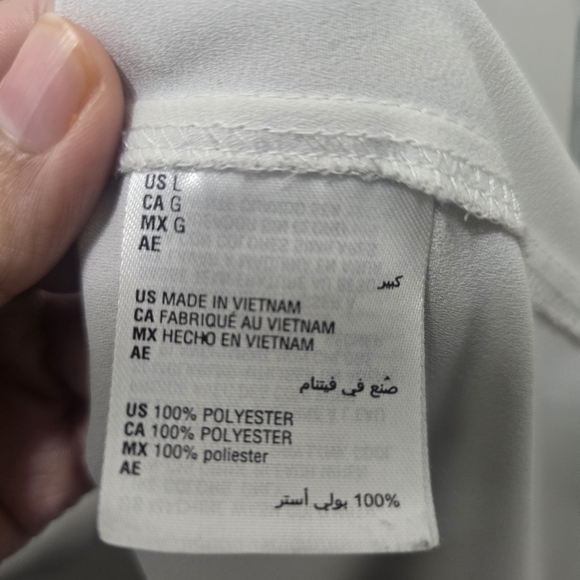 US L
CA G
MX G
AE
كبير
US MADE IN VIETNAM
CA FABRIQUÉ AU VIETNAM
MX HECHO EN VIETNAM
AE
صُنع في فيتنام
US 100% POLYESTER
CA 100% POLYESTER
MX 100% poliester
AE
100% بولي أستر